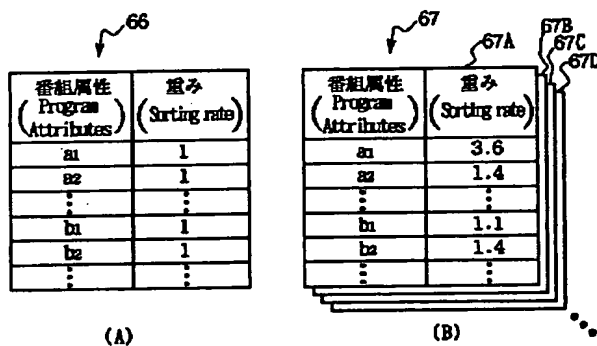 66
番組属性 重み
(Program Attributes) (Sorting rate)
a1 1
a2 1
⋮ ⋮
b1 1
b2 1
⋮ ⋮
(A)
67
67A
67B
67C
67D
番組属性 重み
(Program Attributes) (Sorting rate)
a1 3.6
a2 1.4
⋮ ⋮
b1 1.1
b2 1.4
⋮ ⋮
(B)